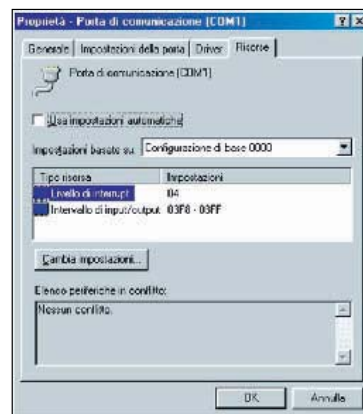 Proprietà - Porta di comunicazione (COM1)
Generale Impostazioni della porta Driver Risorse
Porta di comunicazione (COM1)
Usa impostazioni automatiche
Impostazioni basate su: Configurazione di base 0000
Tipo risorsa Impostazioni
Livello di interrupt 04
Intervallo di input/output 03F8 - 03FF
Cambia impostazioni...
Elenco periferiche in conflitto:
Nessun conflitto.
OK Annulla